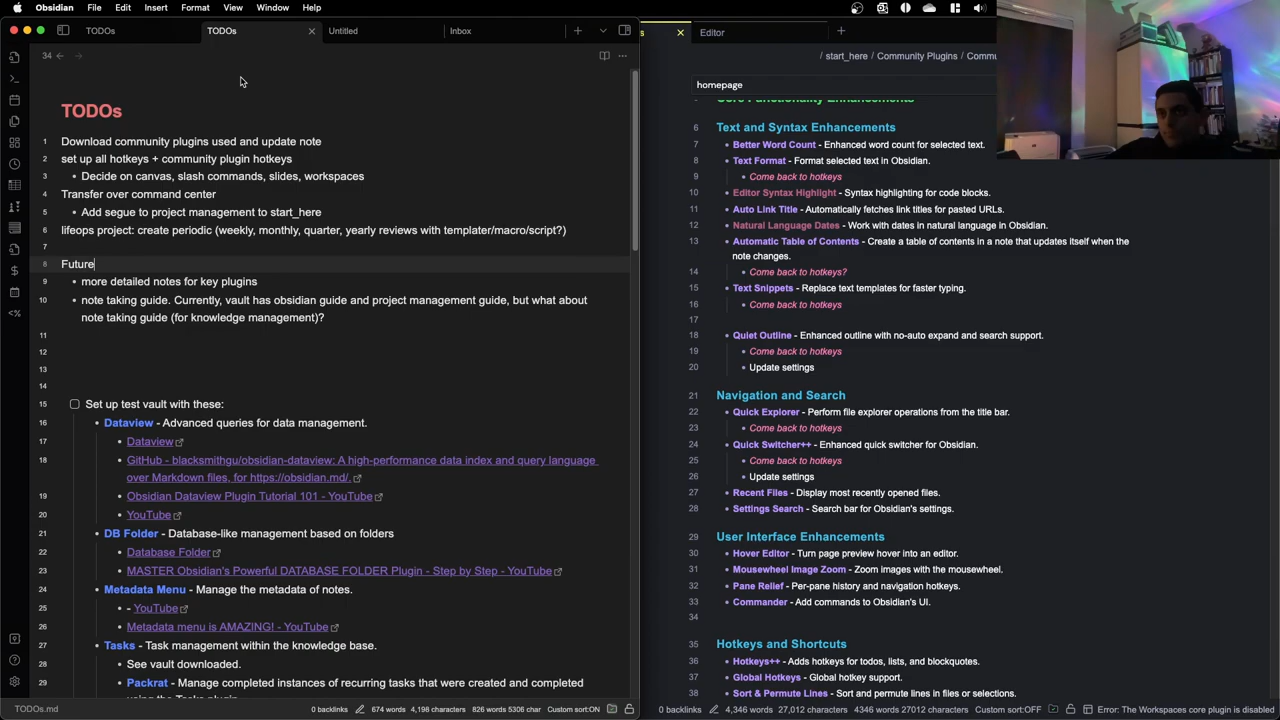 Obsidian File Edit Insert Format View Window Help
TODOs
TODOs
Untitled
Inbox
34
TODOs
1 Download community plugins used and update note
2 set up all hotkeys + community plugin hotkeys
3 • Decide on canvas, slash commands, slides, workspaces
4 Transfer over command center
5 • Add segue to project management to start_here
6 lifeops project: create periodic (weekly, monthly, quarter, yearly reviews with templater/macro/script?)
7
8 Future
9 • more detailed notes for key plugins
10 • note taking guide. Currently, vault has obsidian guide and project management guide, but what about
note taking guide (for knowledge management)?
11
12
13
14
15 Set up test vault with these:
16 • Dataview - Advanced queries for data management.
17 • Dataview
18 • GitHub - blacksmithgu/obsidian-dataview: A high-performance data index and query language
over Markdown files, for https://obsidian.md/.
19 • Obsidian Dataview Plugin Tutorial 101 - YouTube
20 • YouTube
21 • DB Folder - Database-like management based on folders
22 • Database Folder
23 • MASTER Obsidian's Powerful DATABASE FOLDER Plugin - Step by Step - YouTube
24 • Metadata Menu - Manage the metadata of notes.
25 • - YouTube
26 • Metadata menu is AMAZING! - YouTube
27 • Tasks - Task management within the knowledge base.
28 • See vault downloaded.
29 • Packrat - Manage completed instances of recurring tasks that were created and completed
using the Tasks plugin.
TODOs.md
0 backlinks 674 words 4,198 characters 826 words 5306 char Custom sort:ON
Editor
/ start_here / Community Plugins /
homepage
Core Functionality Enhancements
6 Text and Syntax Enhancements
7 • Better Word Count - Enhanced word count for selected text.
8 • Text Format - Format selected text in Obsidian.
9 • Come back to hotkeys
10 • Editor Syntax Highlight - Syntax highlighting for code blocks.
11 • Auto Link Title - Automatically fetches link titles for pasted URLs.
12 • Natural Language Dates - Work with dates in natural language in Obsidian.
13 • Automatic Table of Contents - Create a table of contents in a note that updates itself when the
note changes.
14 • Come back to hotkeys?
15 • Text Snippets - Replace text templates for faster typing.
16 • Come back to hotkeys
17
18 • Quiet Outline - Enhanced outline with no-auto expand and search support.
19 • Come back to hotkeys
20 • Update settings
21 Navigation and Search
22 • Quick Explorer - Perform file explorer operations from the title bar.
23 • Come back to hotkeys
24 • Quick Switcher++ - Enhanced quick switcher for Obsidian.
25 • Come back to hotkeys
26 • Update settings
27 • Recent Files - Display most recently opened files.
28 • Settings Search - Search bar for Obsidian's settings.
29 User Interface Enhancements
30 • Hover Editor - Turn page preview hover into an editor.
31 • Mousewheel Image Zoom - Zoom images with the mousewheel.
32 • Pane Relief - Per-pane history and navigation hotkeys.
33 • Commander - Add commands to Obsidian's UI.
34
35 Hotkeys and Shortcuts
36 • Hotkeys++ - Adds hotkeys for todos, lists, and blockquotes.
37 • Global Hotkeys - Global hotkey support.
38 • Sort & Permute Lines - Sort and permute lines in files or selections.
0 backlinks 4,346 words 27,012 characters 4346 words 27012 characters Custom sort:ON Error: The Workspaces core plugin is disabled